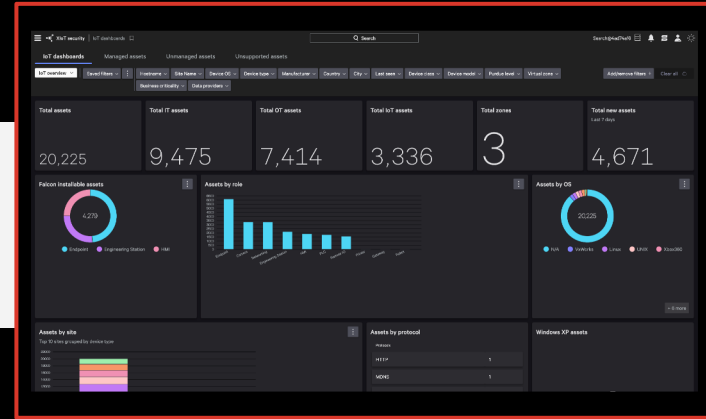 XIoT security IoT dashboards
Search
IoT dashboards Managed assets Unmanaged assets Unsupported assets
IoT overview Saved filters Hostname Site Name Device OS Device type Manufacturer Country City Last seen Device class Device model Purdue level Virtual zone Add/remove filters Clear all
Business criticality Data providers
Total assets
20,225
Total IT assets
9,475
Total OT assets
7,414
Total IoT assets
3,336
Total zones
3
Total new assets
Last 7 days
4,671
Falcon installable assets
4,279
Endpoint Engineering Station HMI
Assets by role
Endpoint
Engineering Station
HMI
PLC
Assets by OS
20,225
N/A VxWorks Linux UNIX Xbox360
+ 5 more
Assets by site
Top 10 sites grouped by device type
Assets by protocol
Protocol
HTTP 1
MDNS 1
Windows XP assets